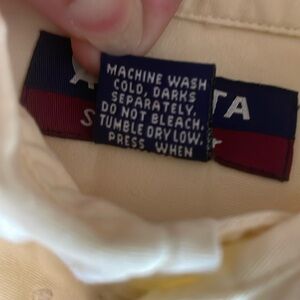 A TA
S Y
MACHINE WASH
COLD, DARKS
SEPARATELY.
DO NOT BLEACH.
TUMBLE DRY LOW.
PRESS WHEN